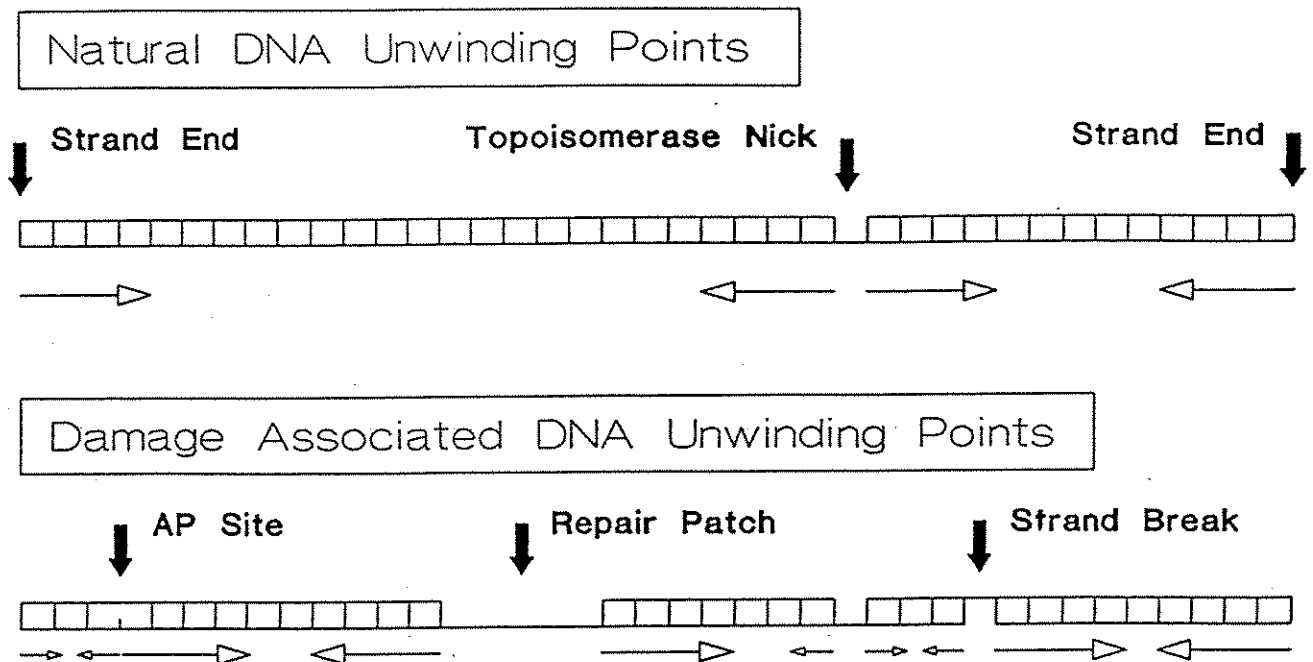 Natural DNA Unwinding Points
Strand End
Topoisomerase Nick
Strand End
Damage Associated DNA Unwinding Points
AP Site
Repair Patch
Strand Break